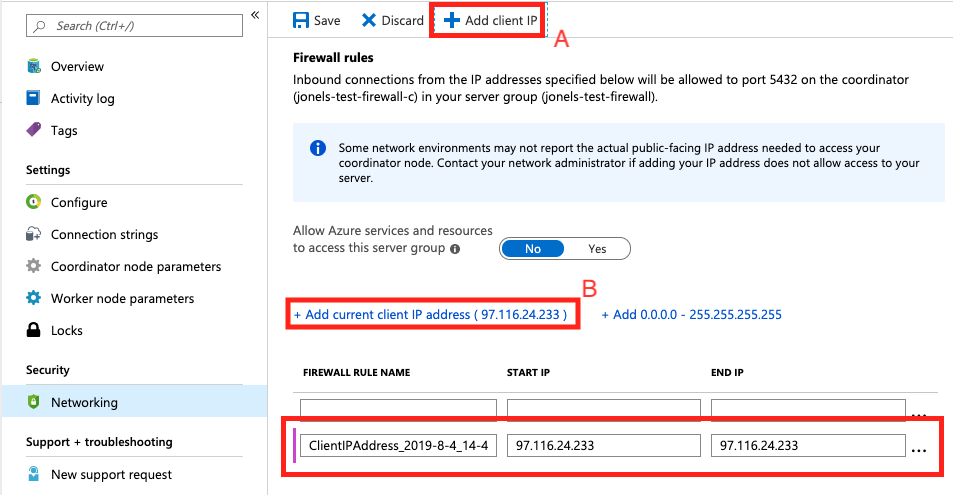 Search (Ctrl+/)
«
Overview
Activity log
Tags
Settings
Configure
Connection strings
Coordinator node parameters
Worker node parameters
Locks
Security
Networking
Support + troubleshooting
New support request
Save Discard + Add client IP
A
Firewall rules
Inbound connections from the IP addresses specified below will be allowed to port 5432 on the coordinator
(jonels-test-firewall-c) in your server group (jonels-test-firewall).
Some network environments may not report the actual public-facing IP address needed to access your
coordinator node. Contact your network administrator if adding your IP address does not allow access to your
server.
Allow Azure services and resources
to access this server group
No Yes
B
+ Add current client IP address ( 97.116.24.233 ) + Add 0.0.0.0 - 255.255.255.255
FIREWALL RULE NAME START IP END IP
...
ClientIPAddress_2019-8-4_14-4 97.116.24.233 97.116.24.233 ...